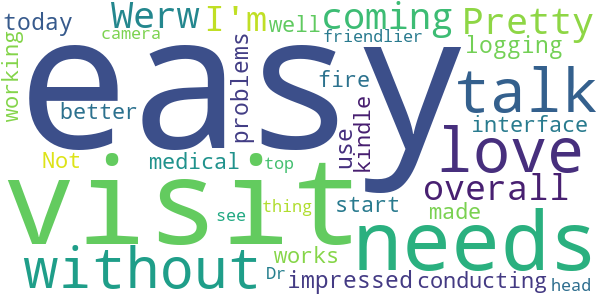 today Werw I'm well coming Pretty
camera friendlier logging
working easy problems fire talk
better use kindle interface
Not medical top love
visit see thing start overall
made
without works needs
Dr impressed conducting head